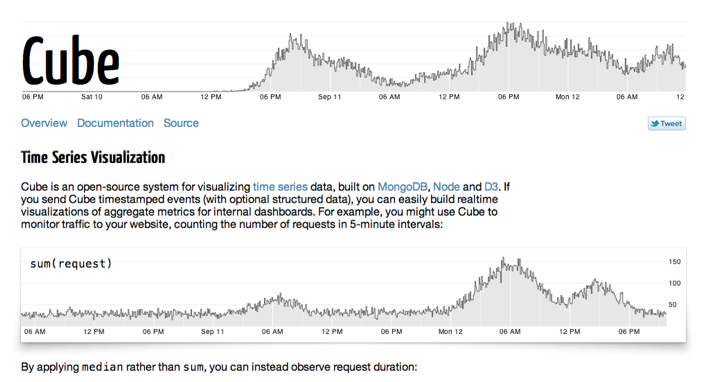 Cube
06 PM Sat 10 06 AM 12 PM 06 PM Sep 11 06 AM 12 PM 06 PM Mon 12 06 AM 12
Overview Documentation Source Tweet
Time Series Visualization
Cube is an open-source system for visualizing time series data, built on MongoDB, Node and D3. If
you send Cube timestamped events (with optional structured data), you can easily build realtime
visualizations of aggregate metrics for internal dashboards. For example, you might use Cube to
monitor traffic to your website, counting the number of requests in 5-minute intervals:
sum(request)
150
100
50
06 AM 12 PM 06 PM Sep 11 06 AM 12 PM 06 PM Mon 12 06 AM 12 PM 06 PM
By applying median rather than sum, you can instead observe request duration: